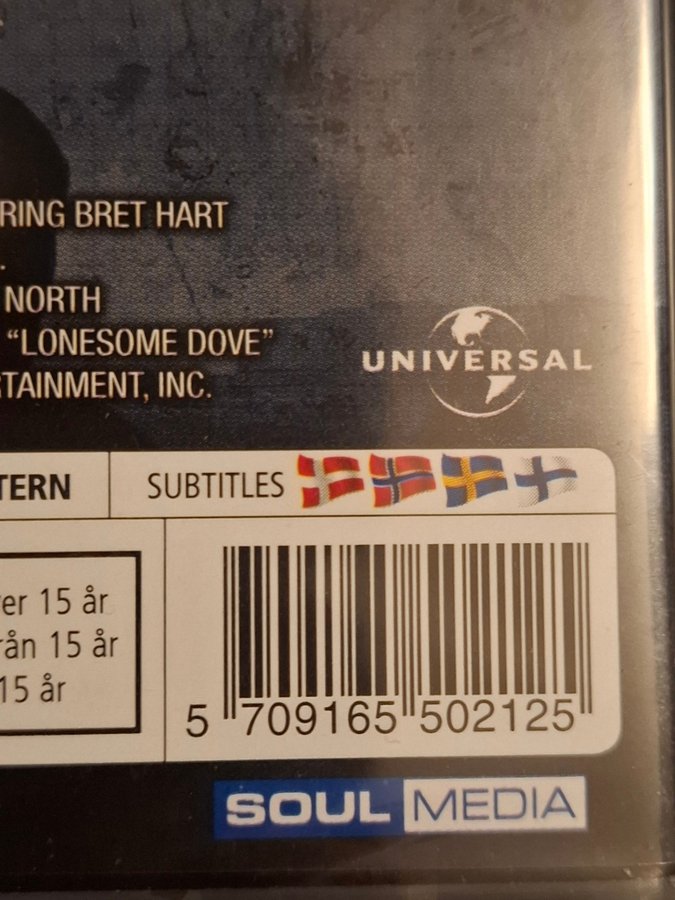 RING BRET HART
.
NORTH
"LONESOME DOVE"
RTAINMENT, INC.
UNIVERSAL
TERN
SUBTITLES
er 15 år
rån 15 år
15 år
5 709165 502125
SOUL MEDIA